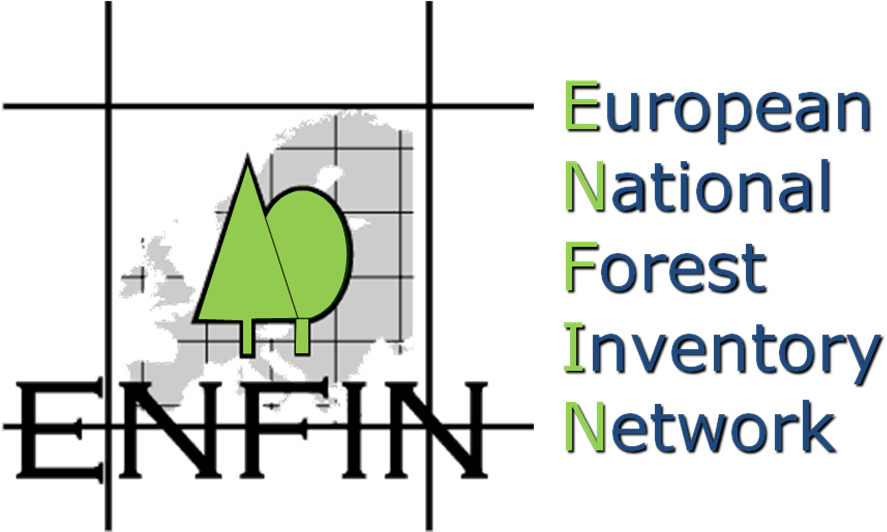 ENFIN
European
National
Forest
Inventory
Network